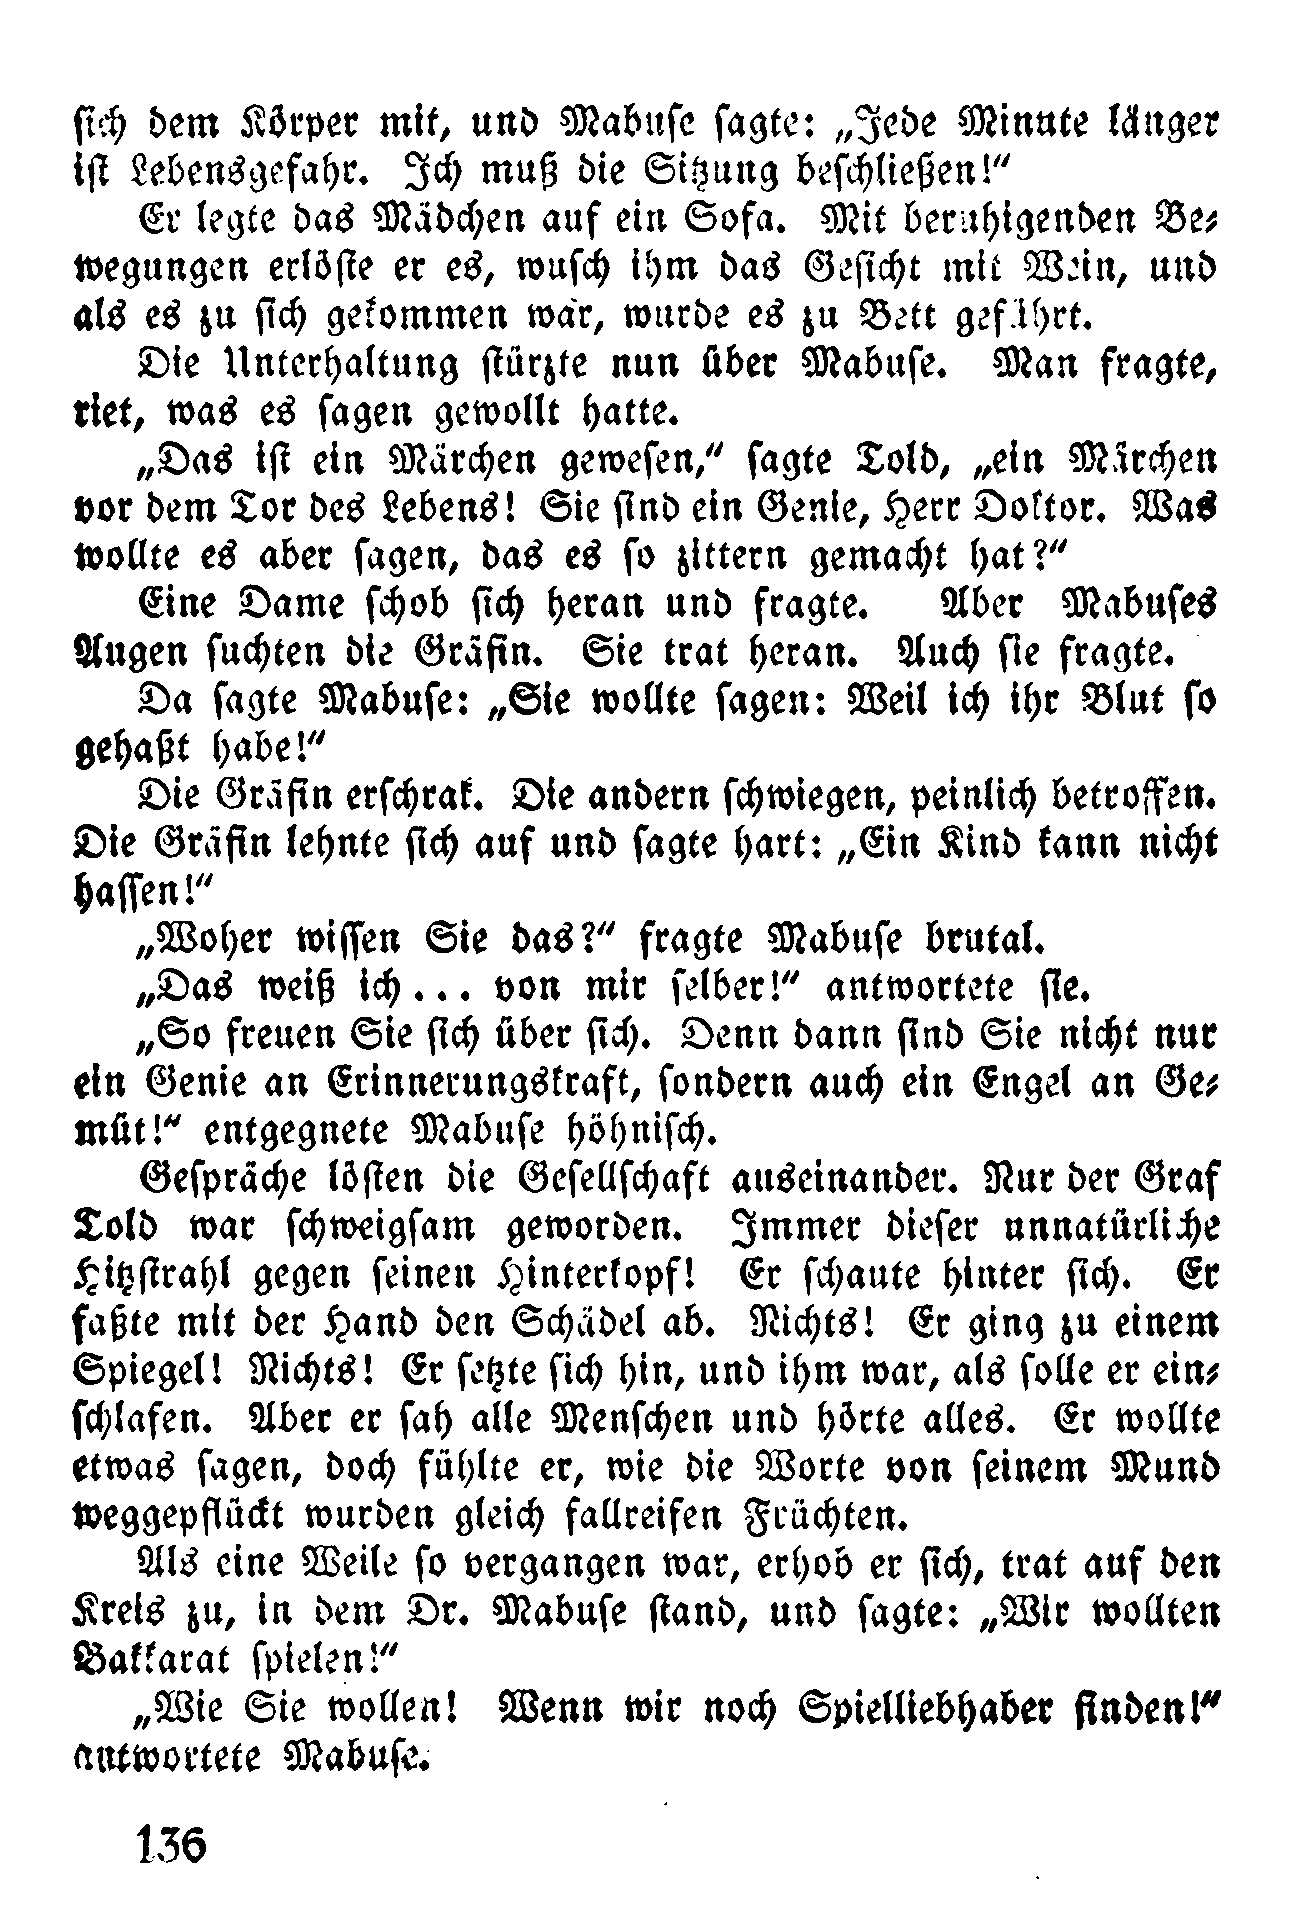 sich dem Körper mit, und Mabuse sagte: „Jede Minute länger
ist Lebensgefahr. Ich muß die Sitzung beschließen!“
Er legte das Mädchen auf ein Sofa. Mit beruhigenden Be-
wegungen erlöste er es, wusch ihm das Gesicht mit Wein, und
als es zu sich gekommen war, wurde es zu Bett geführt.
Die Unterhaltung stürzte nun über Mabuse. Man fragte,
riet, was es sagen gewollt hatte.
„Das ist ein Märchen gewesen,“ sagte Told, „ein Märchen
vor dem Tor des Lebens! Sie sind ein Genie, Herr Doktor. Was
wollte es aber sagen, das es so zittern gemacht hat?“
Eine Dame schob sich heran und fragte. Aber Mabuses
Augen suchten die Gräfin. Sie trat heran. Auch sie fragte.
Da sagte Mabuse: „Sie wollte sagen: Weil ich ihr Blut so
gehaßt habe!“
Die Gräfin erschrak. Die andern schwiegen, peinlich betroffen.
Die Gräfin lehnte sich auf und sagte hart: „Ein Kind kann nicht
hassen!“
„Woher wissen Sie das?“ fragte Mabuse brutal.
„Das weiß ich ... von mir selber!“ antwortete sie.
„So freuen Sie sich über sich. Denn dann sind Sie nicht nur
ein Genie an Erinnerungskraft, sondern auch ein Engel an Ge-
müt!“ entgegnete Mabuse höhnisch.
Gespräche lösten die Gesellschaft auseinander. Nur der Graf
Told war schweigsam geworden. Immer dieser unnatürliche
Hitzstrahl gegen seinen Hinterkopf! Er schaute hinter sich. Er
faßte mit der Hand den Schädel ab. Nichts! Er ging zu einem
Spiegel! Nichts! Er setzte sich hin, und ihm war, als solle er ein-
schlafen. Aber er sah alle Menschen und hörte alles. Er wollte
etwas sagen, doch fühlte er, wie die Worte von seinem Mund
weggepflückt wurden gleich fallreifen Früchten.
Als eine Weile so vergangen war, erhob er sich, trat auf den
Kreis zu, in dem Dr. Mabuse stand, und sagte: „Wir wollten
Bakkarat spielen!“
„Wie Sie wollen! Wenn wir noch Spielliebhaber finden!“
antwortete Mabuse.
136